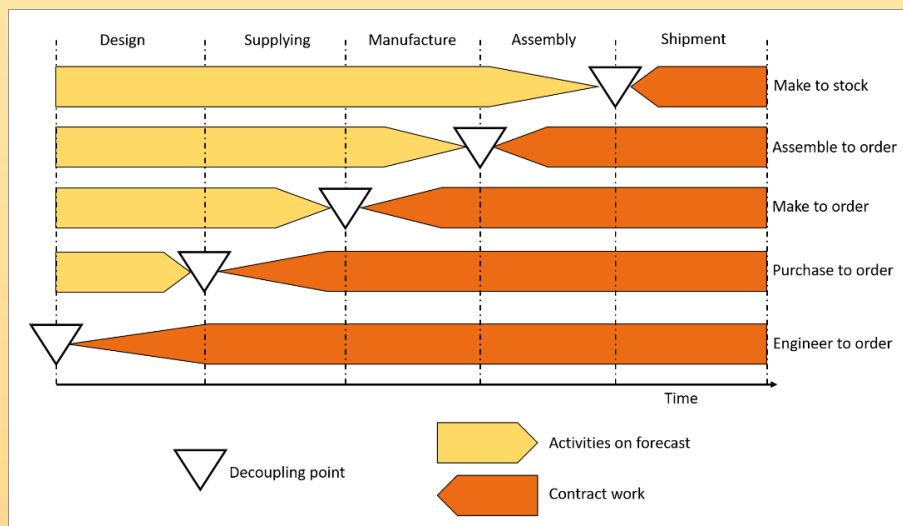 Design
Supplying
Manufacture
Assembly
Shipment
Make to stock
Assemble to order
Make to order
Purchase to order
Engineer to order
Time
Activities on forecast
Decoupling point
Contract work